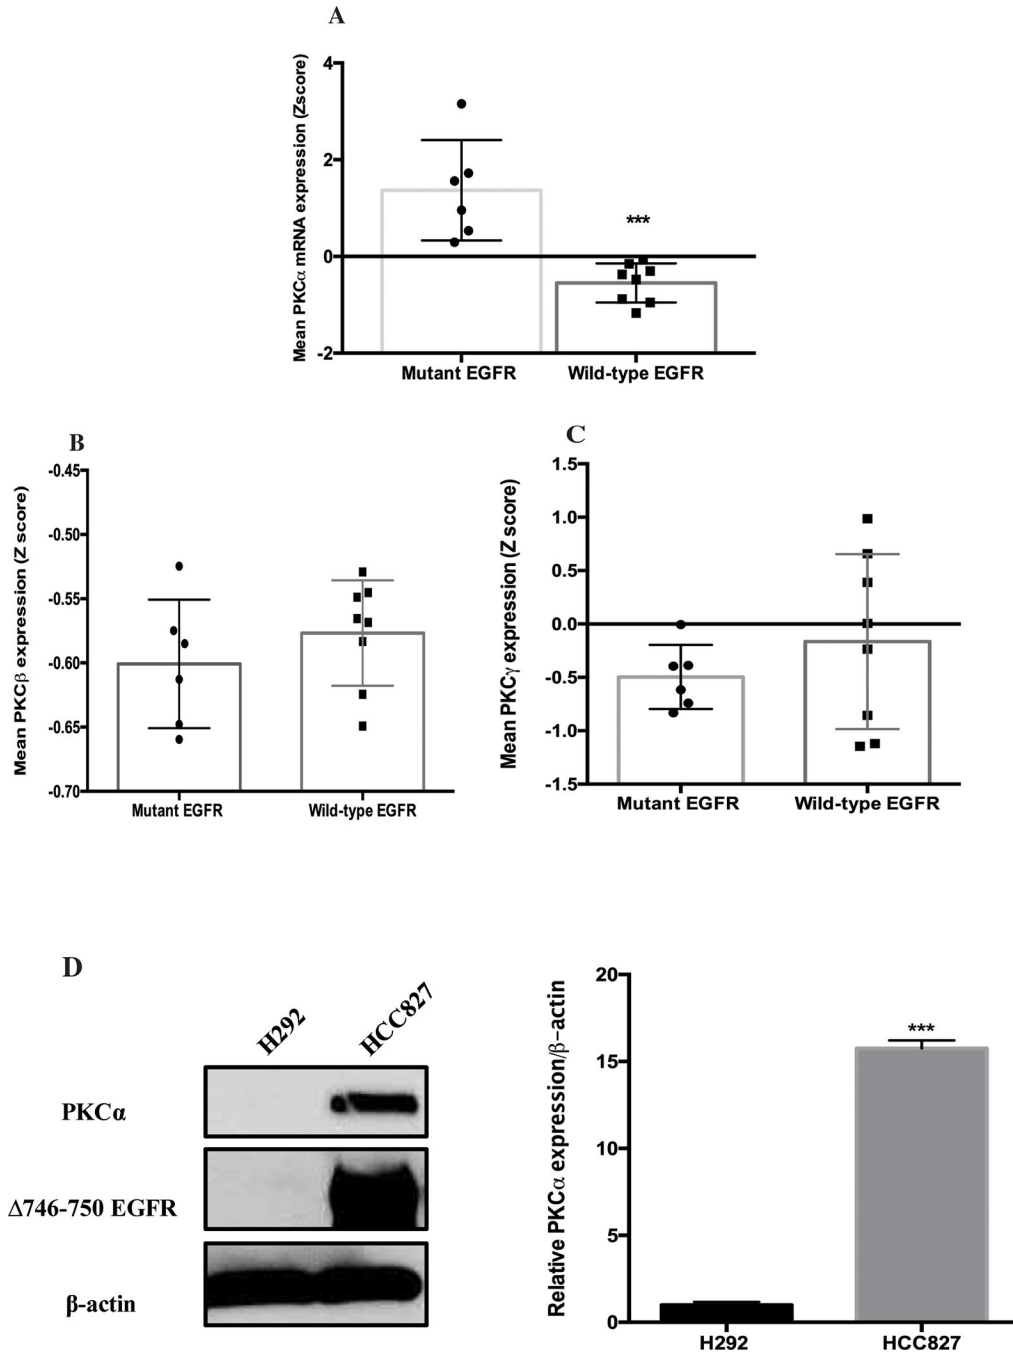 A
Mean PKCα mRNA expression (Zscore)
4
2
0
-2
***
Mutant EGFR
Wild-type EGFR
B
Mean PKCβ expression (Z score)
-0.45
-0.50
-0.55
-0.60
-0.65
-0.70
Mutant EGFR
Wild-type EGFR
C
Mean PKCγ expression (Z score)
1.5
1.0
0.5
0.0
-0.5
-1.0
-1.5
Mutant EGFR
Wild-type EGFR
D
H292
HCC827
PKCα
Δ746-750 EGFR
β-actin
Relative PKCα expression/β-actin
20
15
10
5
0
***
H292
HCC827